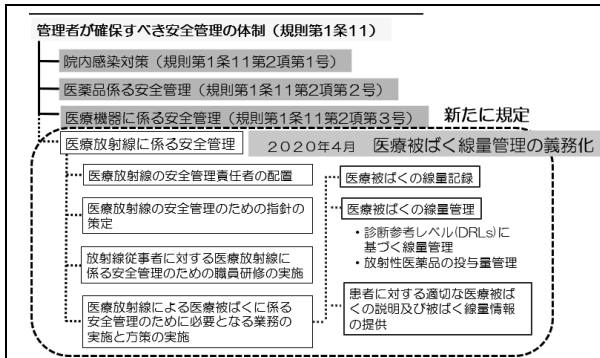 管理者が確保すべき安全管理の体制（規則第1条11）
院内感染対策（規則第1条11第2項第1号）
医薬品係る安全管理（規則第1条11第2項第2号）
医療機器に係る安全管理（規則第1条11第2項第3号）
新たに規定
医療放射線に係る安全管理
2020年4月 医療被ばく線量管理の義務化
医療放射線の安全管理責任者の配置
医療放射線の安全管理のための指針の
策定
放射線従事者に対する医療放射線に
係る安全管理のための職員研修の実施
医療放射線による医療被ばくに係る
安全管理のために必要となる業務の
実施と方策の実施
医療被ばくの線量記録
医療被ばくの線量管理
・診断参考レベル(DRLs)に
基づく線量管理
・放射性医薬品の投与量管理
患者に対する適切な医療被ば
くの説明及び被ばく線量情報
の提供